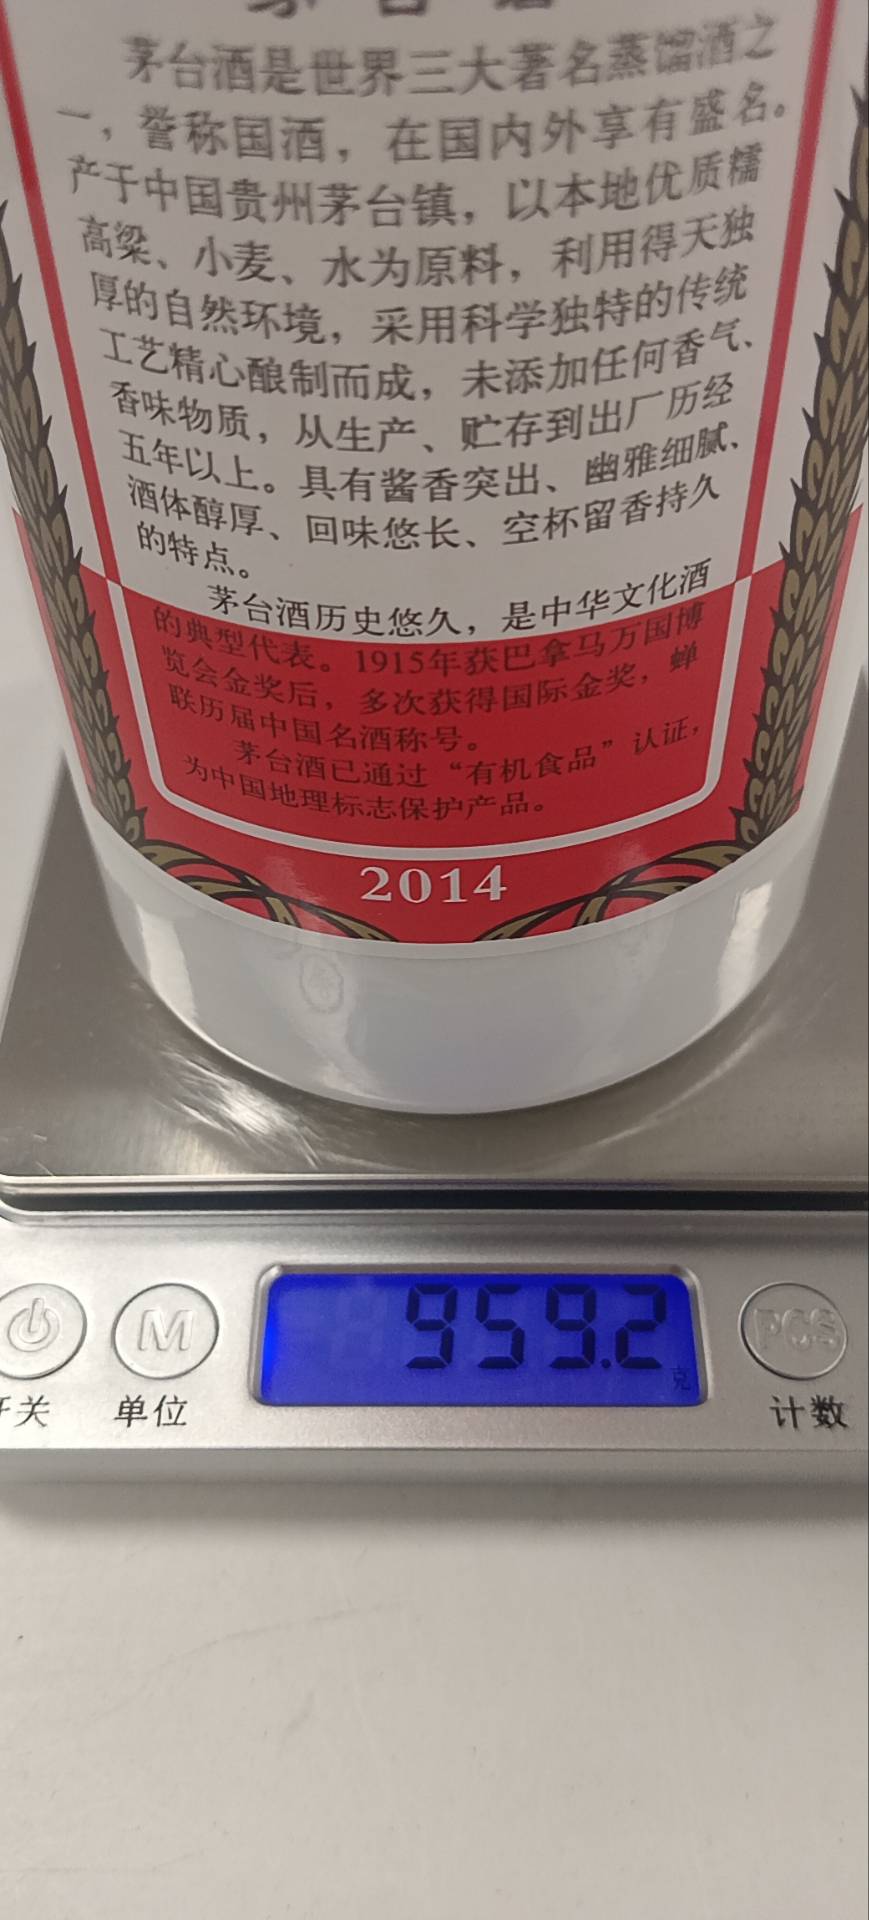 茅台酒
茅台酒是世界三大著名蒸馏酒之
一，誉称国酒，在国内外享有盛名。
产于中国贵州茅台镇，以本地优质糯
高粱、小麦、水为原料，利用得天独
厚的自然环境，采用科学独特的传统
工艺精心酿制而成，未添加任何香气、
香味物质，从生产、贮存到出厂历经
五年以上。具有酱香突出、幽雅细腻、
酒体醇厚、回味悠长、空杯留香持久
的特点。
茅台酒历史悠久，是中华文化酒
的典型代表。1915年获巴拿马万国博
览会金奖后，多次获得国际金奖，蝉
联历届中国名酒称号。
茅台酒已通过“有机食品”认证，
为中国地理标志保护产品。
2014
959.2
克
M
PCS
开关
单位
计数